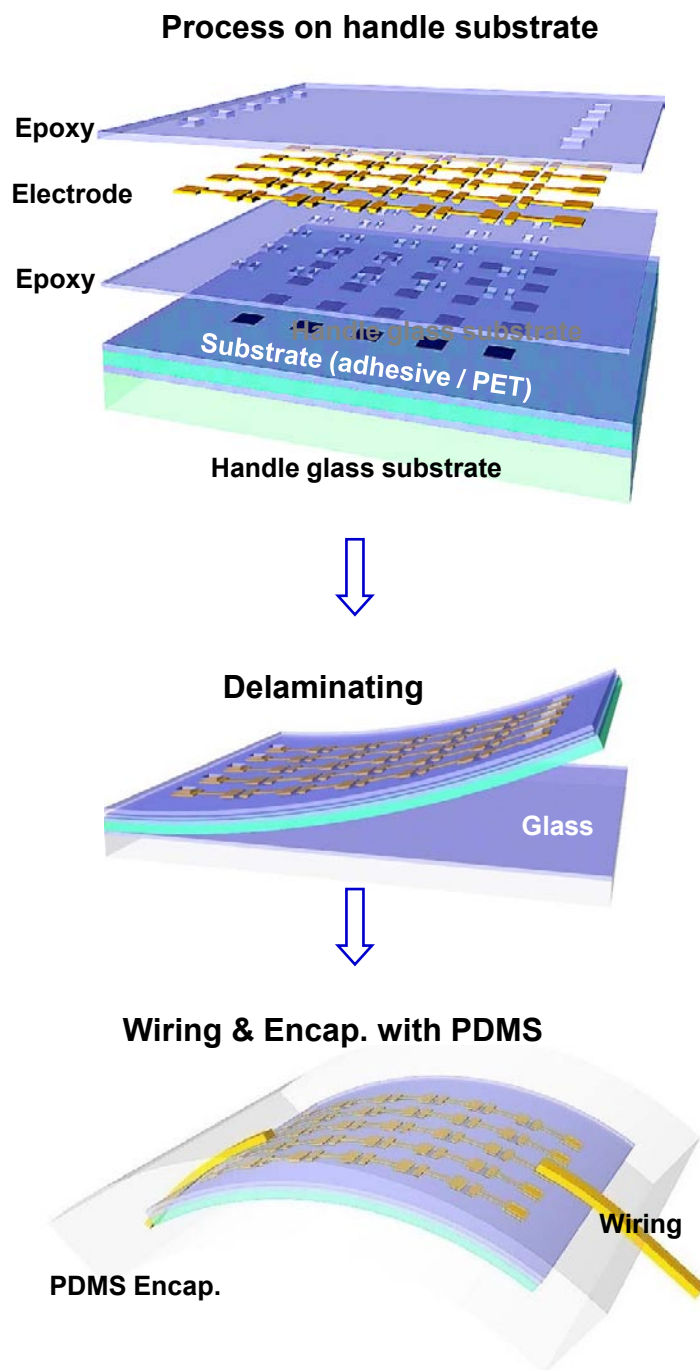 Process on handle substrate
Epoxy
Electrode
Epoxy
Handle glass substrate
Substrate (adhesive / PET)
Handle glass substrate
Delaminating
Glass
Wiring & Encap. with PDMS
Wiring
PDMS Encap.